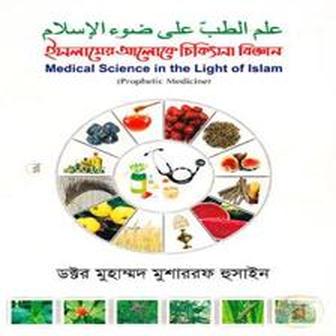 علم الطبّ على ضوء الإسلام
ইসলামের আলোকে চিকিৎসা বিজ্ঞান
Medical Science in the Light of Islam
(Prophetic Medicine)
ডক্টর মুহাম্মদ মুশাররফ হুসাইন